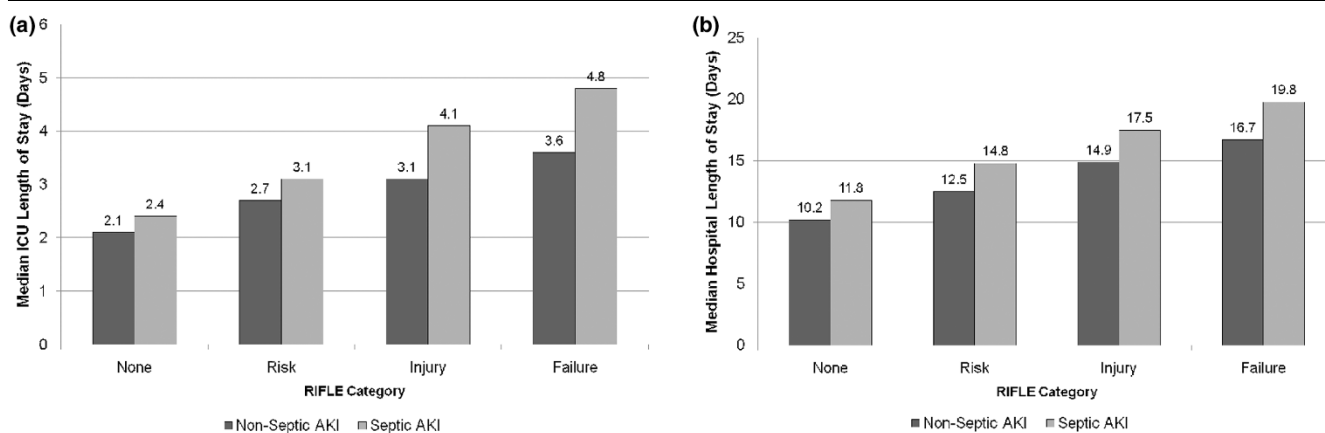 (a)
Median ICU Length of Stay (Days)
6
5
4
3
2
1
0
2.1
2.4
2.7
3.1
3.1
4.1
3.6
4.8
None Risk Injury Failure
RIFLE Category
Non-Septic AKI Septic AKI
(b)
Median Hospital Length of Stay (Days)
25
20
15
10
5
0
10.2
11.8
12.5
14.8
14.9
17.5
16.7
19.8
None Risk Injury Failure
RIFLE Category
Non-Septic AKI Septic AKI